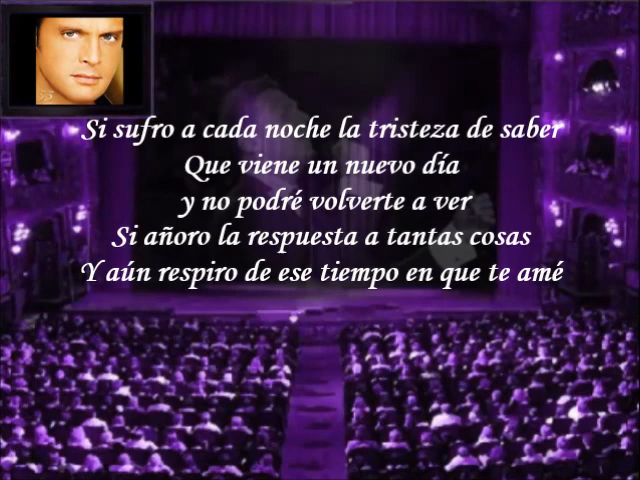 Si sufro a cada noche la tristeza de saber
Que viene un nuevo día
y no podré volverte a ver
Si añoro la respuesta a tantas cosas
Y aún respiro de ese tiempo en que te amé